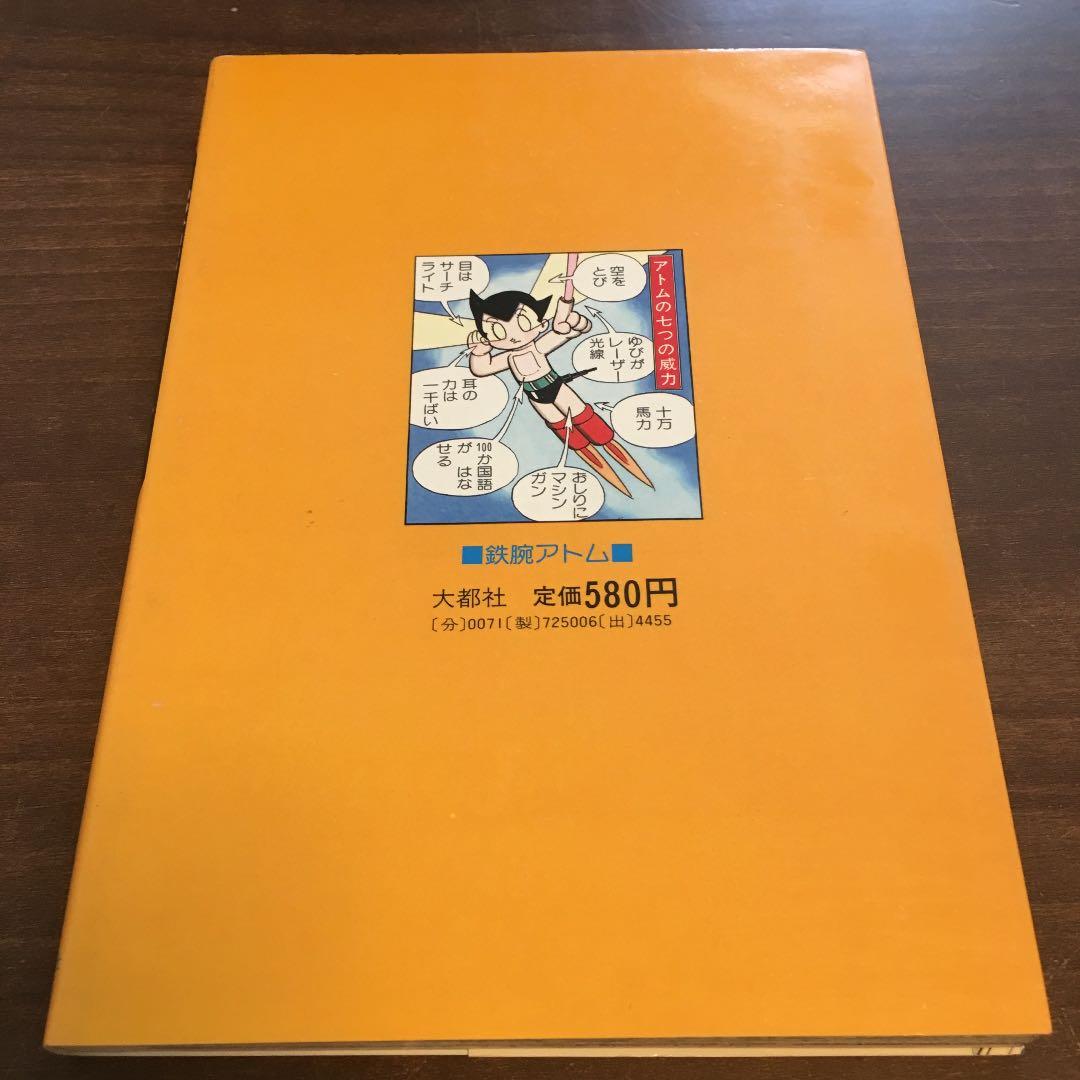 アトムの七つの威力
空を
とび
目は
サーチ
ライト
ゆびが
レーザー
光線
耳の
力は
一千ばい
十万
馬力
100か国語
が はな
せる
おしりに
マシン
ガン
■鉄腕アトム■
大都社 定価580円
〔分〕0071〔製〕725006〔出〕4455